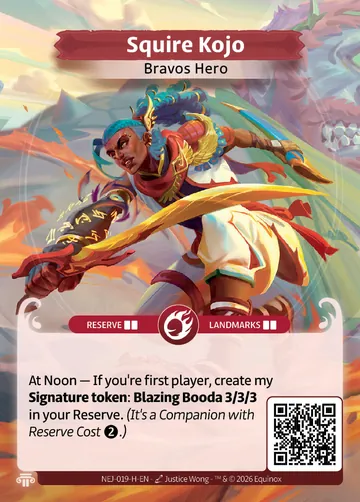 Squire Kojo
Bravos Hero
RESERVE LANDMARKS
At Noon — If you're first player, create my
Signature token: Blazing Booda 3/3/3
in your Reserve. (It's a Companion with
Reserve Cost 2.)
NEJ-019-H-EN - Justice Wong - ™ & © 2026 Equinox